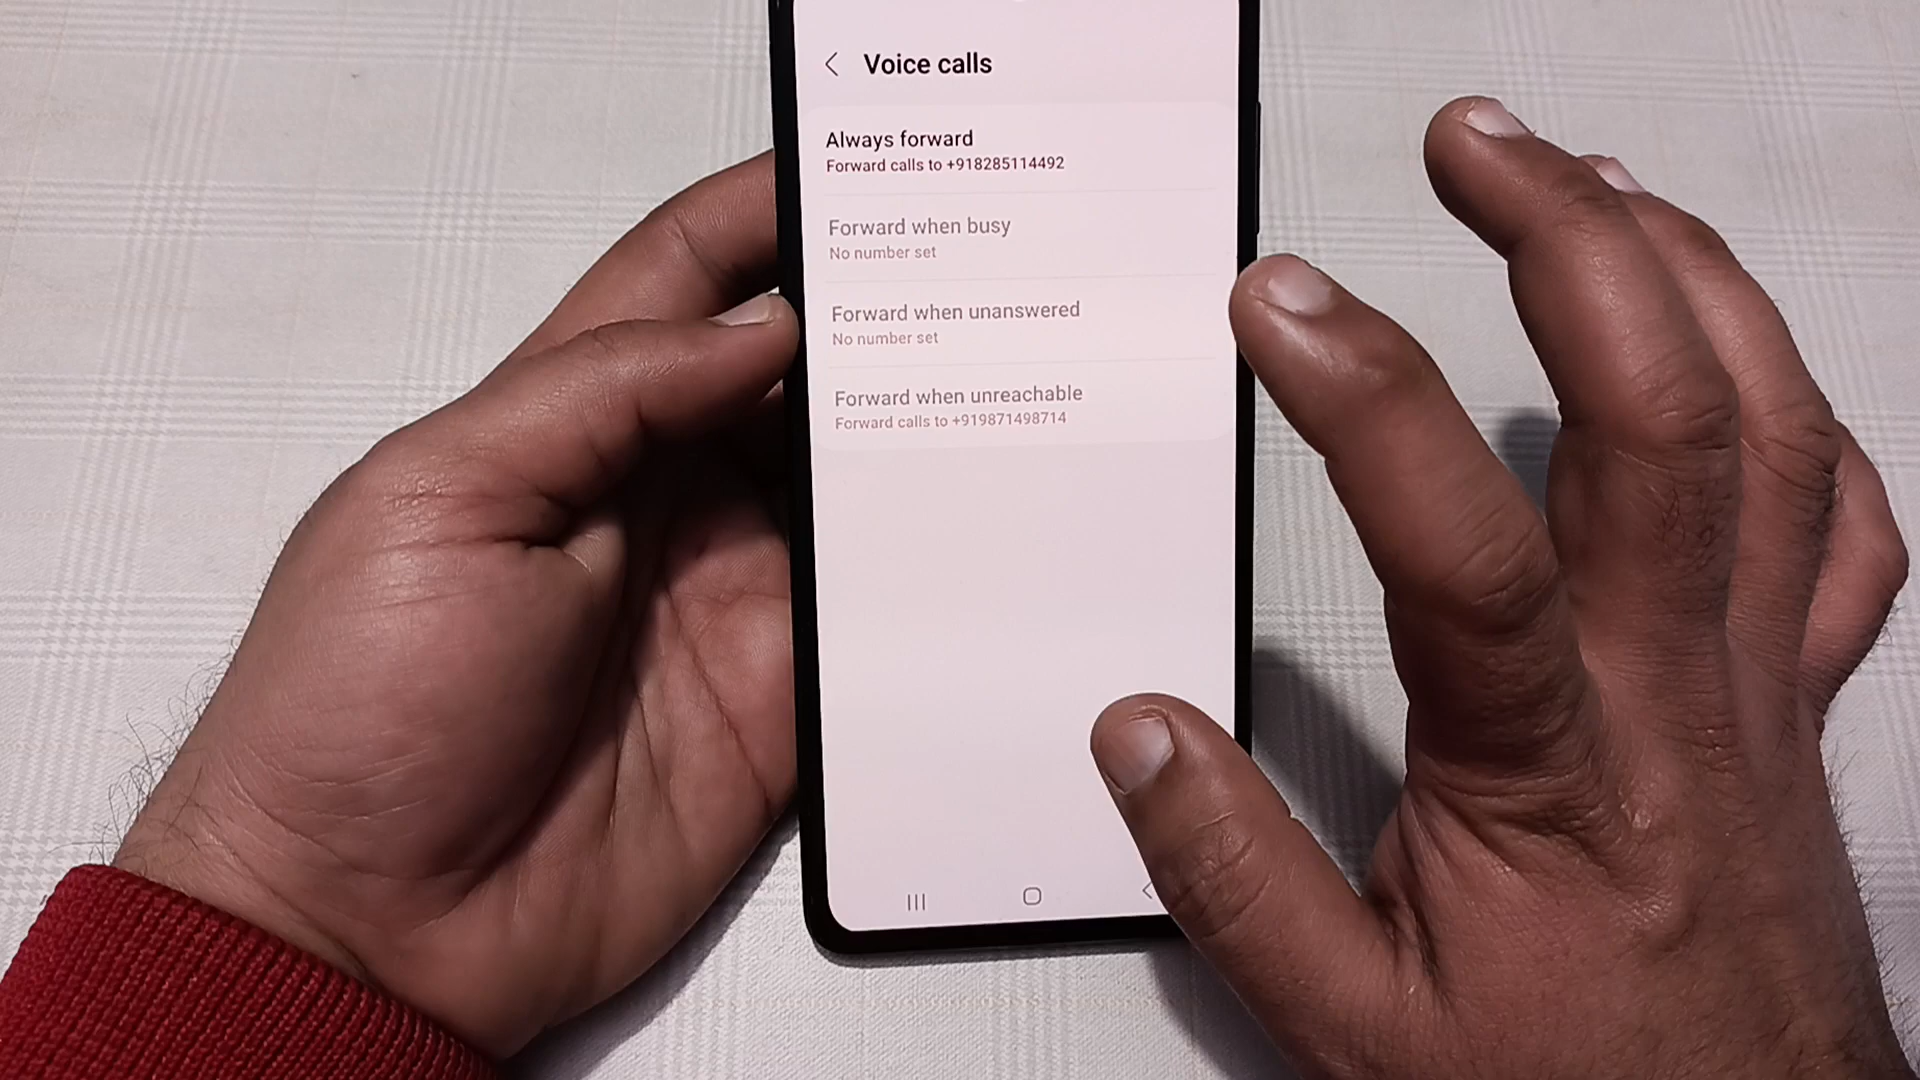 Voice calls
Always forward
Forward calls to +918285114492
Forward when busy
No number set
Forward when unanswered
No number set
Forward when unreachable
Forward calls to +919871498714